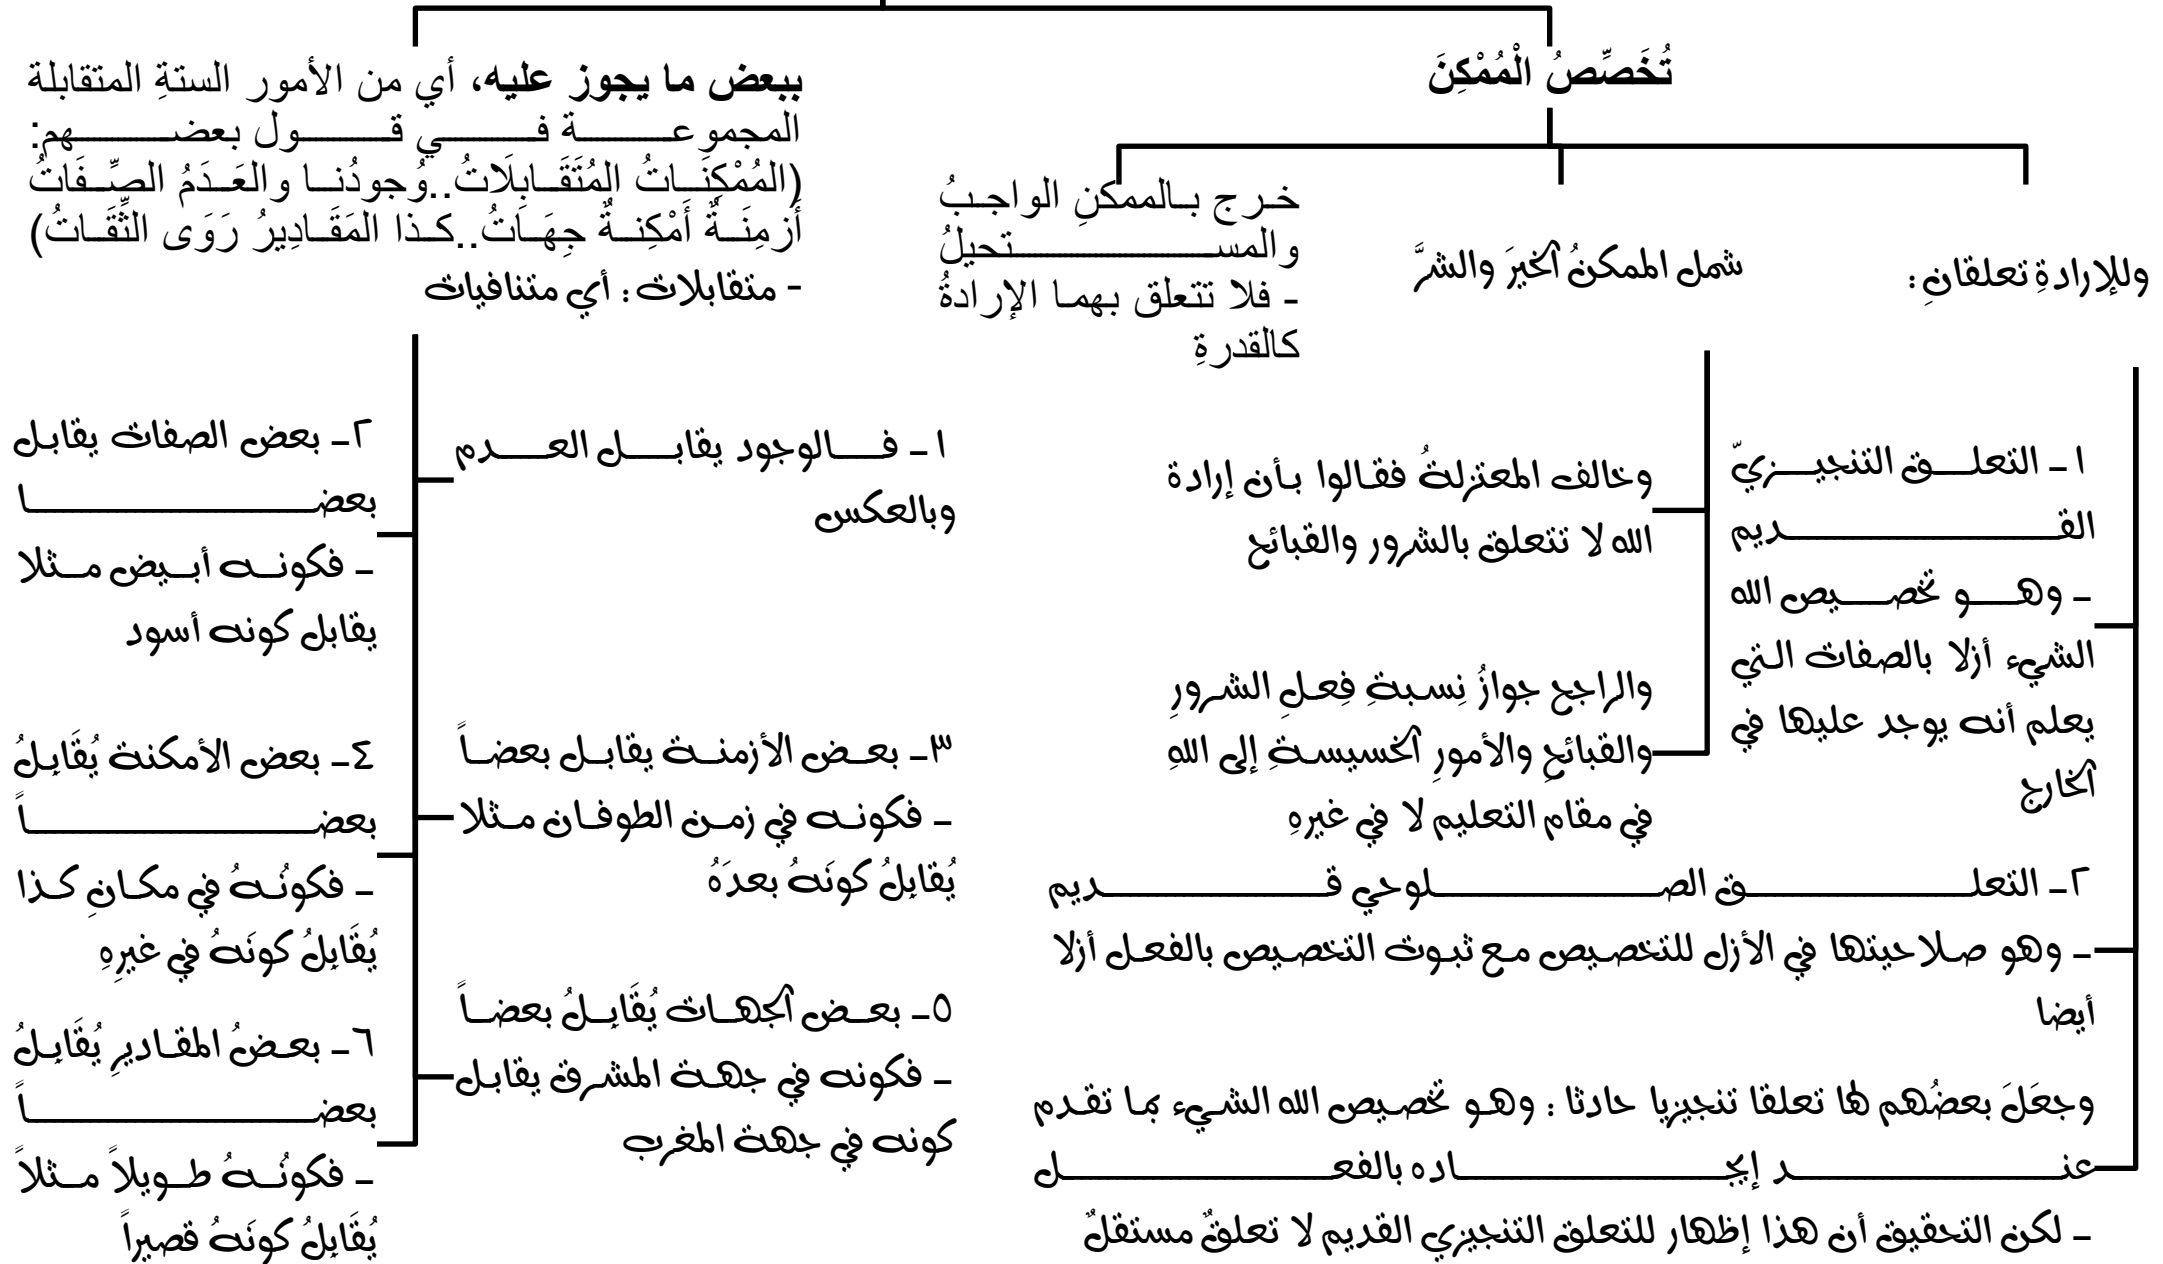 تُخَصِّصُ الْمُمْكِنَ
وللإرادةِ تعلقانِ:
١- التعلق التنجيزيّ
القديم
- وهو تخصيص الله
الشيء أزلا بالصفات التي
يعلم أنه يوجد عليها في
الخارج
٢- التعلق الصلوحي قديم
- وهو صلاحيتها في الأزل للتخصيص مع ثبوت التخصيص بالفعل أزلا
أيضا
وجعَلَ بعضُهم لها تعلقا تنجيزيا حادثا: وهو تخصيص الله الشيء بما تقدم
عند إيجاده بالفعل
- لكن التحقيق أن هذا إظهار للتعلق التنجيزي القديم لا تعلقٌ مستقلٌ
شمل الممكنُ الخيرَ والشرَّ
وخالف المعتزلةُ فقالوا بأن إرادة
الله لا تتعلق بالشرور والقبائح
والراجح جوازُ نِسبةِ فِعلِ الشرورِ
والقبائحِ والأمورِ الخسيسةِ إلى اللهِ
في مقام التعليم لا في غيرهِ
خرج بالممكنِ الواجبُ
والمستحيلُ
- فلا تتعلق بهما الإرادةُ
كالقدرةِ
ببعض ما يجوز عليه، أي من الأمور الستةِ المتقابلة
المجموعة في قول بعضهم:
(المُمْكِنَاتُ المُتَقَابِلَاتُ..وُجودُنا والعَدَمُ الصِّفَاتُ
أَزمِنَةٌ أَمْكِنةٌ جِهَاتُ..كذا المَقَادِيرُ رَوَى الثِّقَاتُ)
- متقابلات: أي متنافيات
١- فالوجود يقابل العدم
وبالعكس
٢- بعض الصفات يقابل
بعضا
- فكونه أبيض مثلا
يقابل كونه أسود
٣- بعض الأزمنة يقابل بعضاً
- فكونه في زمن الطوفان مثلا
يُقابِلُ كونَهُ بعدَهُ
٤- بعض الأمكنة يُقَابِلُ
بعضاً
- فكونُهُ في مكانِ كذا
يُقَابِلُ كونَهُ في غيرِهِ
٥- بعض الجهات يُقَابِلُ بعضاً
- فكونه في جهة المشرق يقابل
كونه في جهة المغرب
٦- بعضُ المقاديرِ يُقَابِلُ
بعضاً
- فكونُهُ طويلاً مثلاً
يُقَابِلُ كونَهُ قصيراً